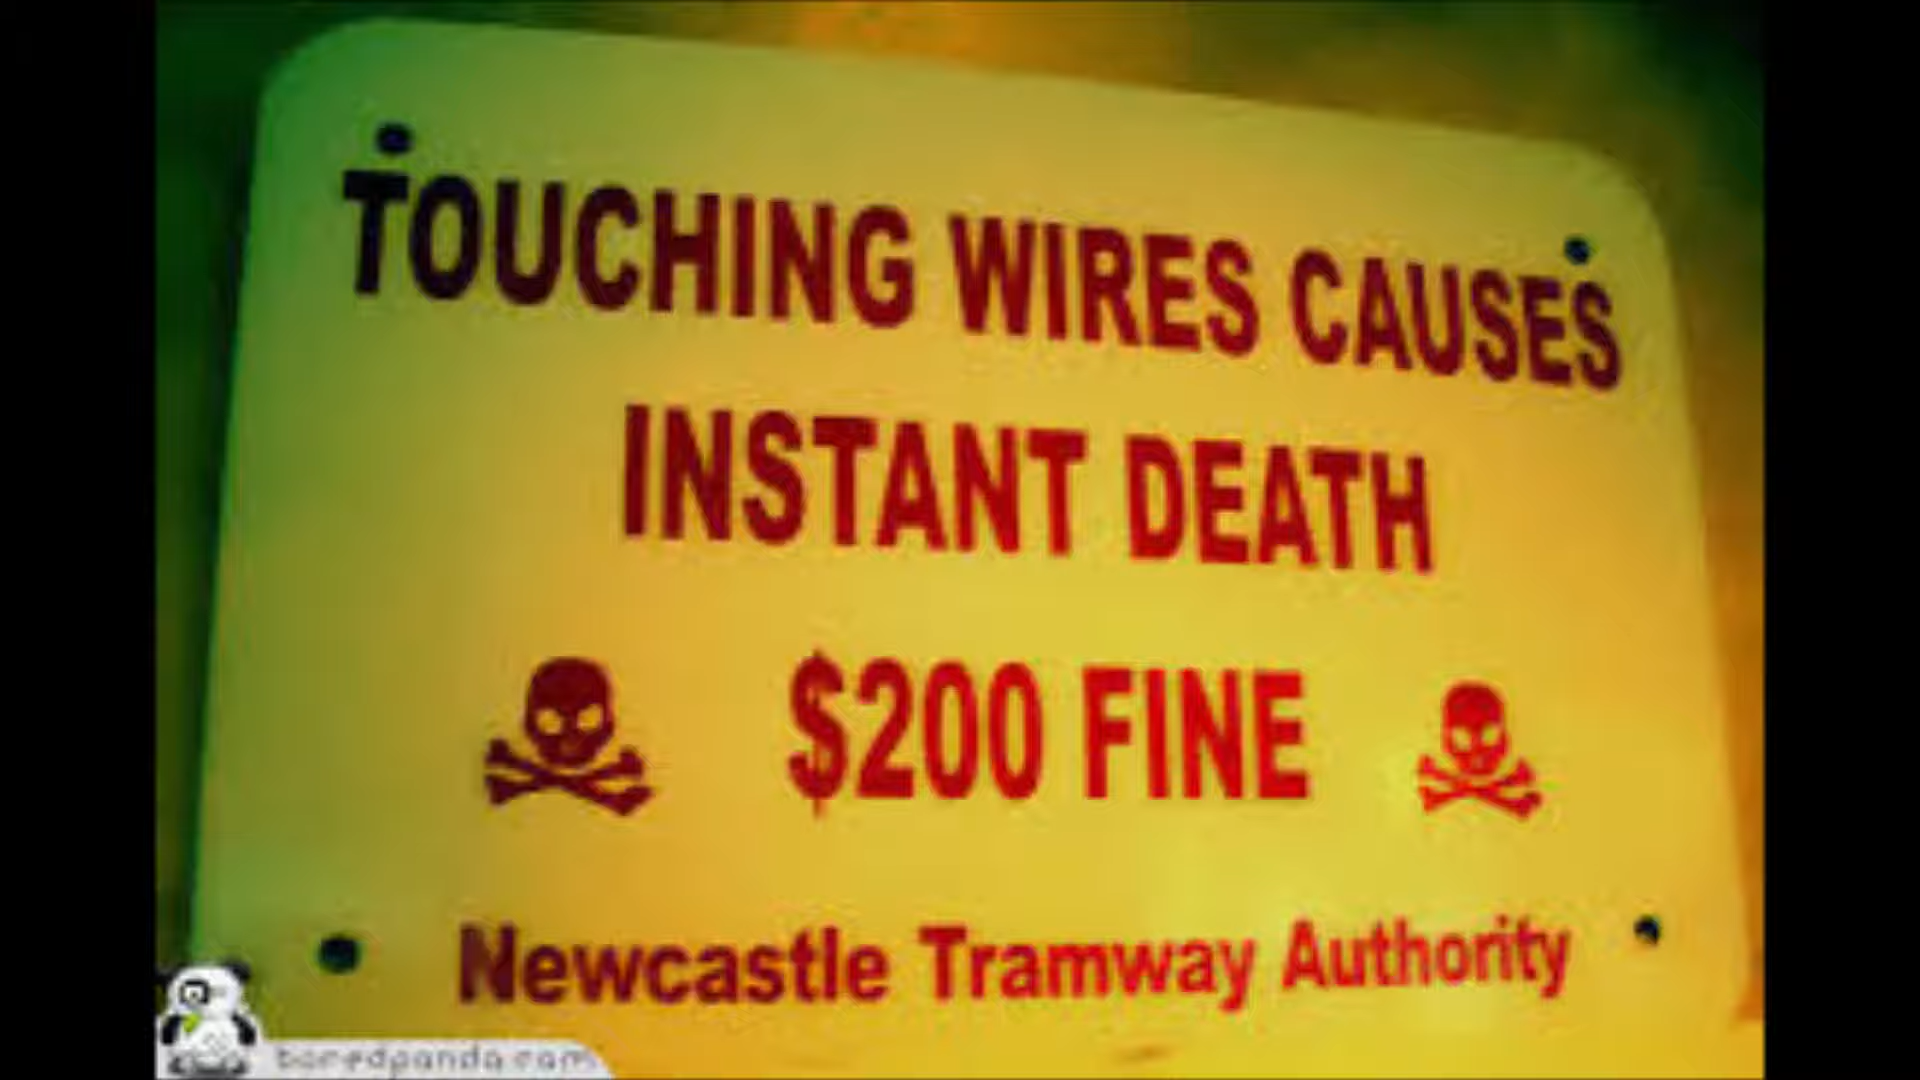 TOUCHING WIRES CAUSES
INSTANT DEATH
$200 FINE
Newcastle Tramway Authority
boredpanda.com